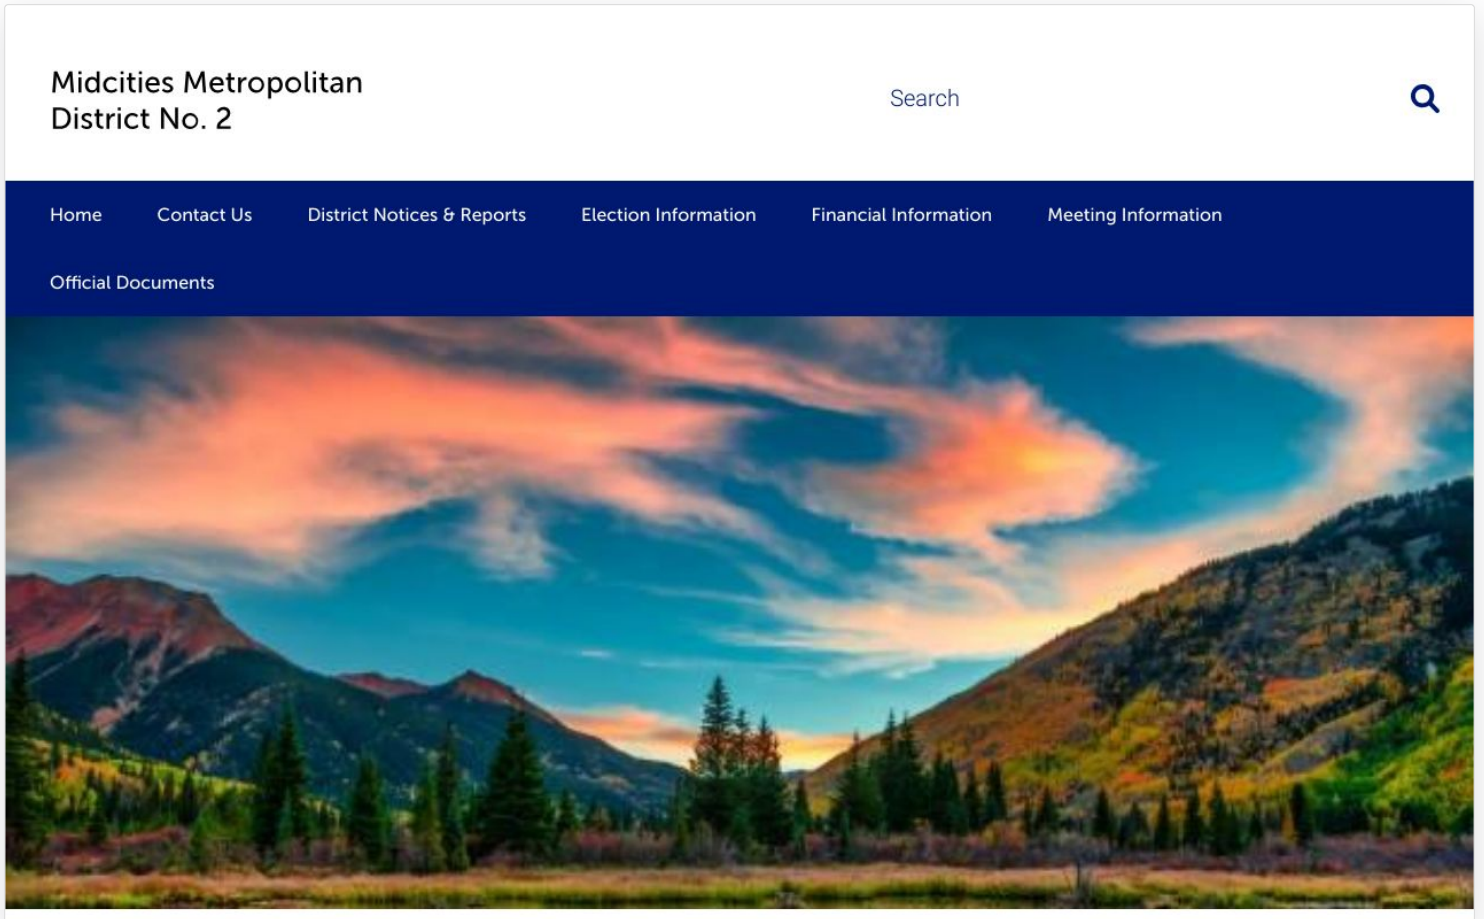 Midcities Metropolitan
District No. 2
Search
Home Contact Us District Notices & Reports Election Information Financial Information Meeting Information
Official Documents